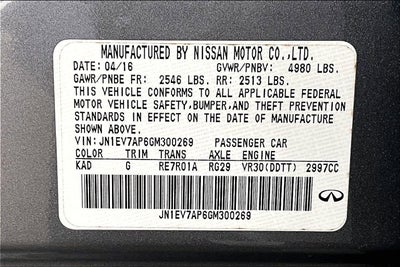 MANUFACTURED BY NISSAN MOTOR CO.,LTD.
DATE: 04/16 GVWR/PNBV: 4980 LBS.
GAWR/PNBE FR: 2546 LBS. RR: 2513 LBS.
THIS VEHICLE CONFORMS TO ALL APPLICABLE FEDERAL
MOTOR VEHICLE SAFETY,BUMPER,AND THEFT PREVENTION
STANDARDS IN EFFECT ON THE DATE OF MANUFACTURE
SHOWN ABOVE.
VIN: JN1EV7AP6GM300269 PASSENGER CAR
COLOR TRIM TRANS AXLE ENGINE
KAD G RE7R01A RG29 VR30(DDTT) 2997CC
JN1EV7AP6GM300269